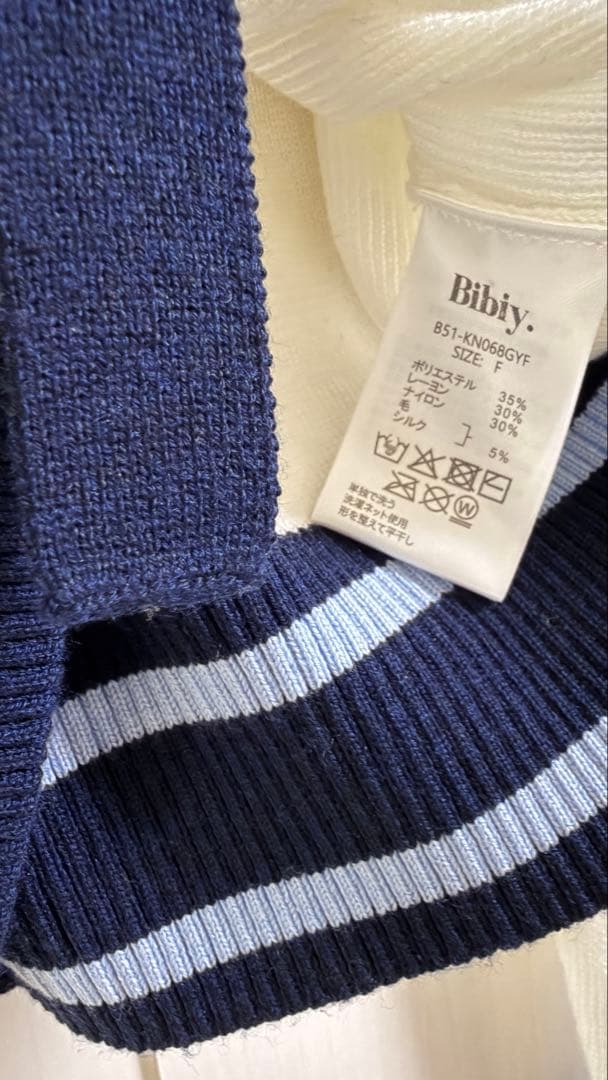 Bibiy.
B51-KN068GYF
SIZE: F
ポリエステル 35%
レーヨン 30%
ナイロン 30%
毛
シルク } 5%
W
単独で洗う
洗濯ネット使用
形を整えて平干し